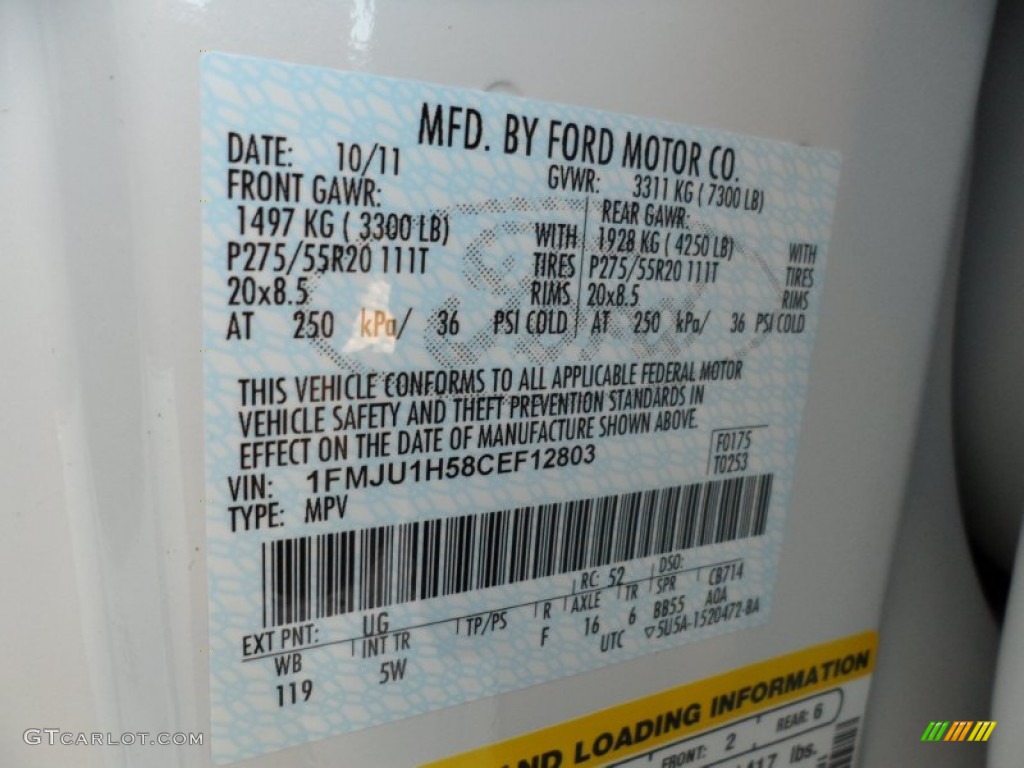 MFD. BY FORD MOTOR CO.
DATE: 10/11 GVWR: 3311 KG ( 7300 LB)
FRONT GAWR: REAR GAWR:
1497 KG ( 3300 LB) WITH 1928 KG ( 4250 LB) WITH
P275/55R20 111T TIRES P275/55R20 111T TIRES
20x8.5 RIMS 20x8.5 RIMS
AT 250 kPa/ 36 PSI COLD AT 250 kPa/ 36 PSI COLD
THIS VEHICLE CONFORMS TO ALL APPLICABLE FEDERAL MOTOR
VEHICLE SAFETY AND THEFT PREVENTION STANDARDS IN
EFFECT ON THE DATE OF MANUFACTURE SHOWN ABOVE.
F0175
VIN: 1FMJU1H58CEF12803 T0253
TYPE: MPV
EXT PNT: UG RC: 52 DSO:
WB INT TR TP/PS R AXLE TR SPR CB714
119 5W F 16 6 BB55 A0A
UTC ▽5U5A-1520472-BA
ND LOADING INFORMATION
FRONT: 2 REAR: 6
417 lbs.
GTCarlot.com